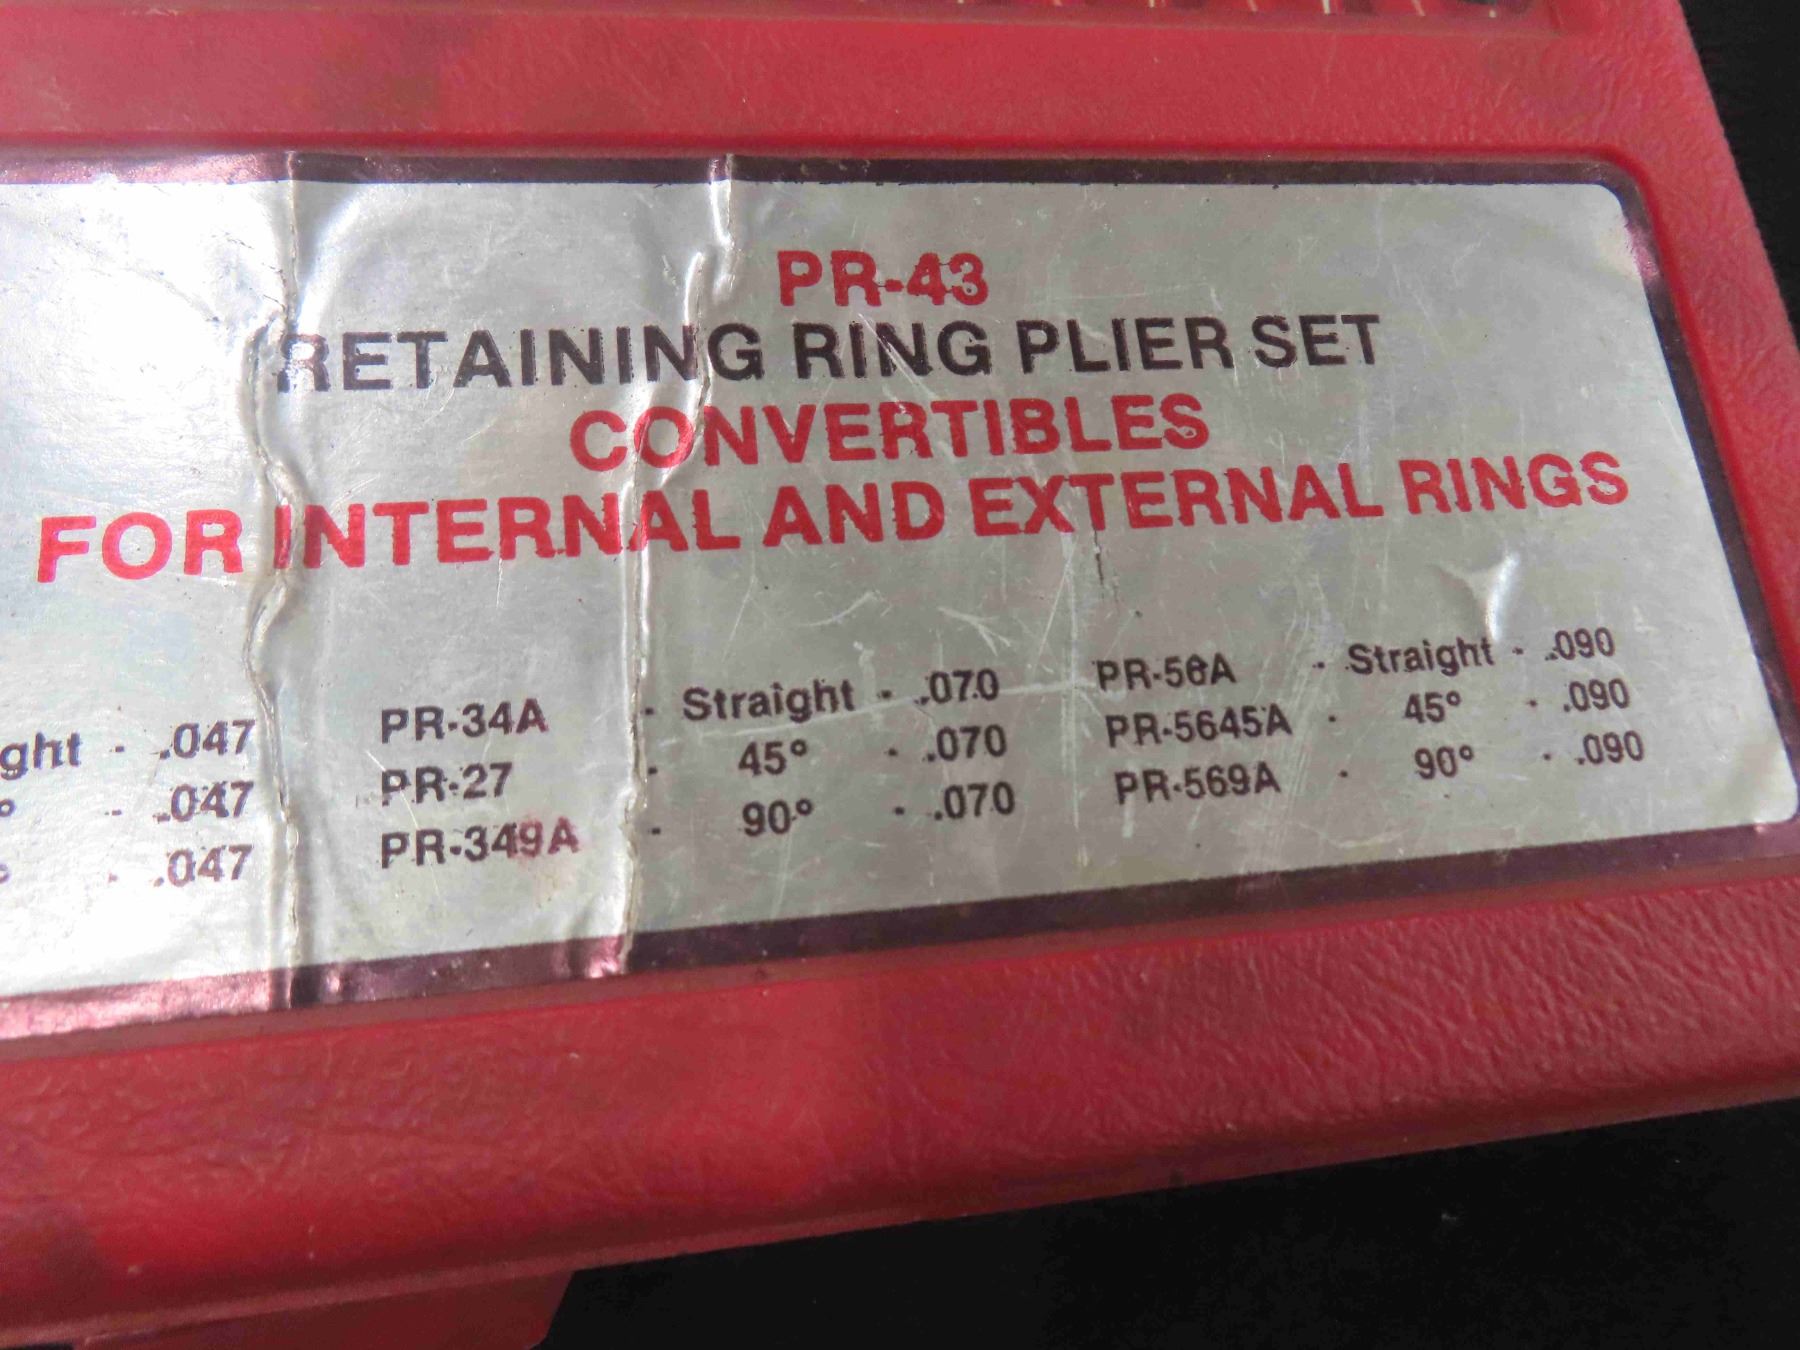 PR-43
RETAINING RING PLIER SET
CONVERTIBLES
FOR INTERNAL AND EXTERNAL RINGS
ght - .047 PR-34A - Straight - .070 PR-56A - Straight - .090
° - .047 PR-27 - 45° - .070 PR-5645A - 45° - .090
° - .047 PR-349A - 90° - .070 PR-569A - 90° - .090